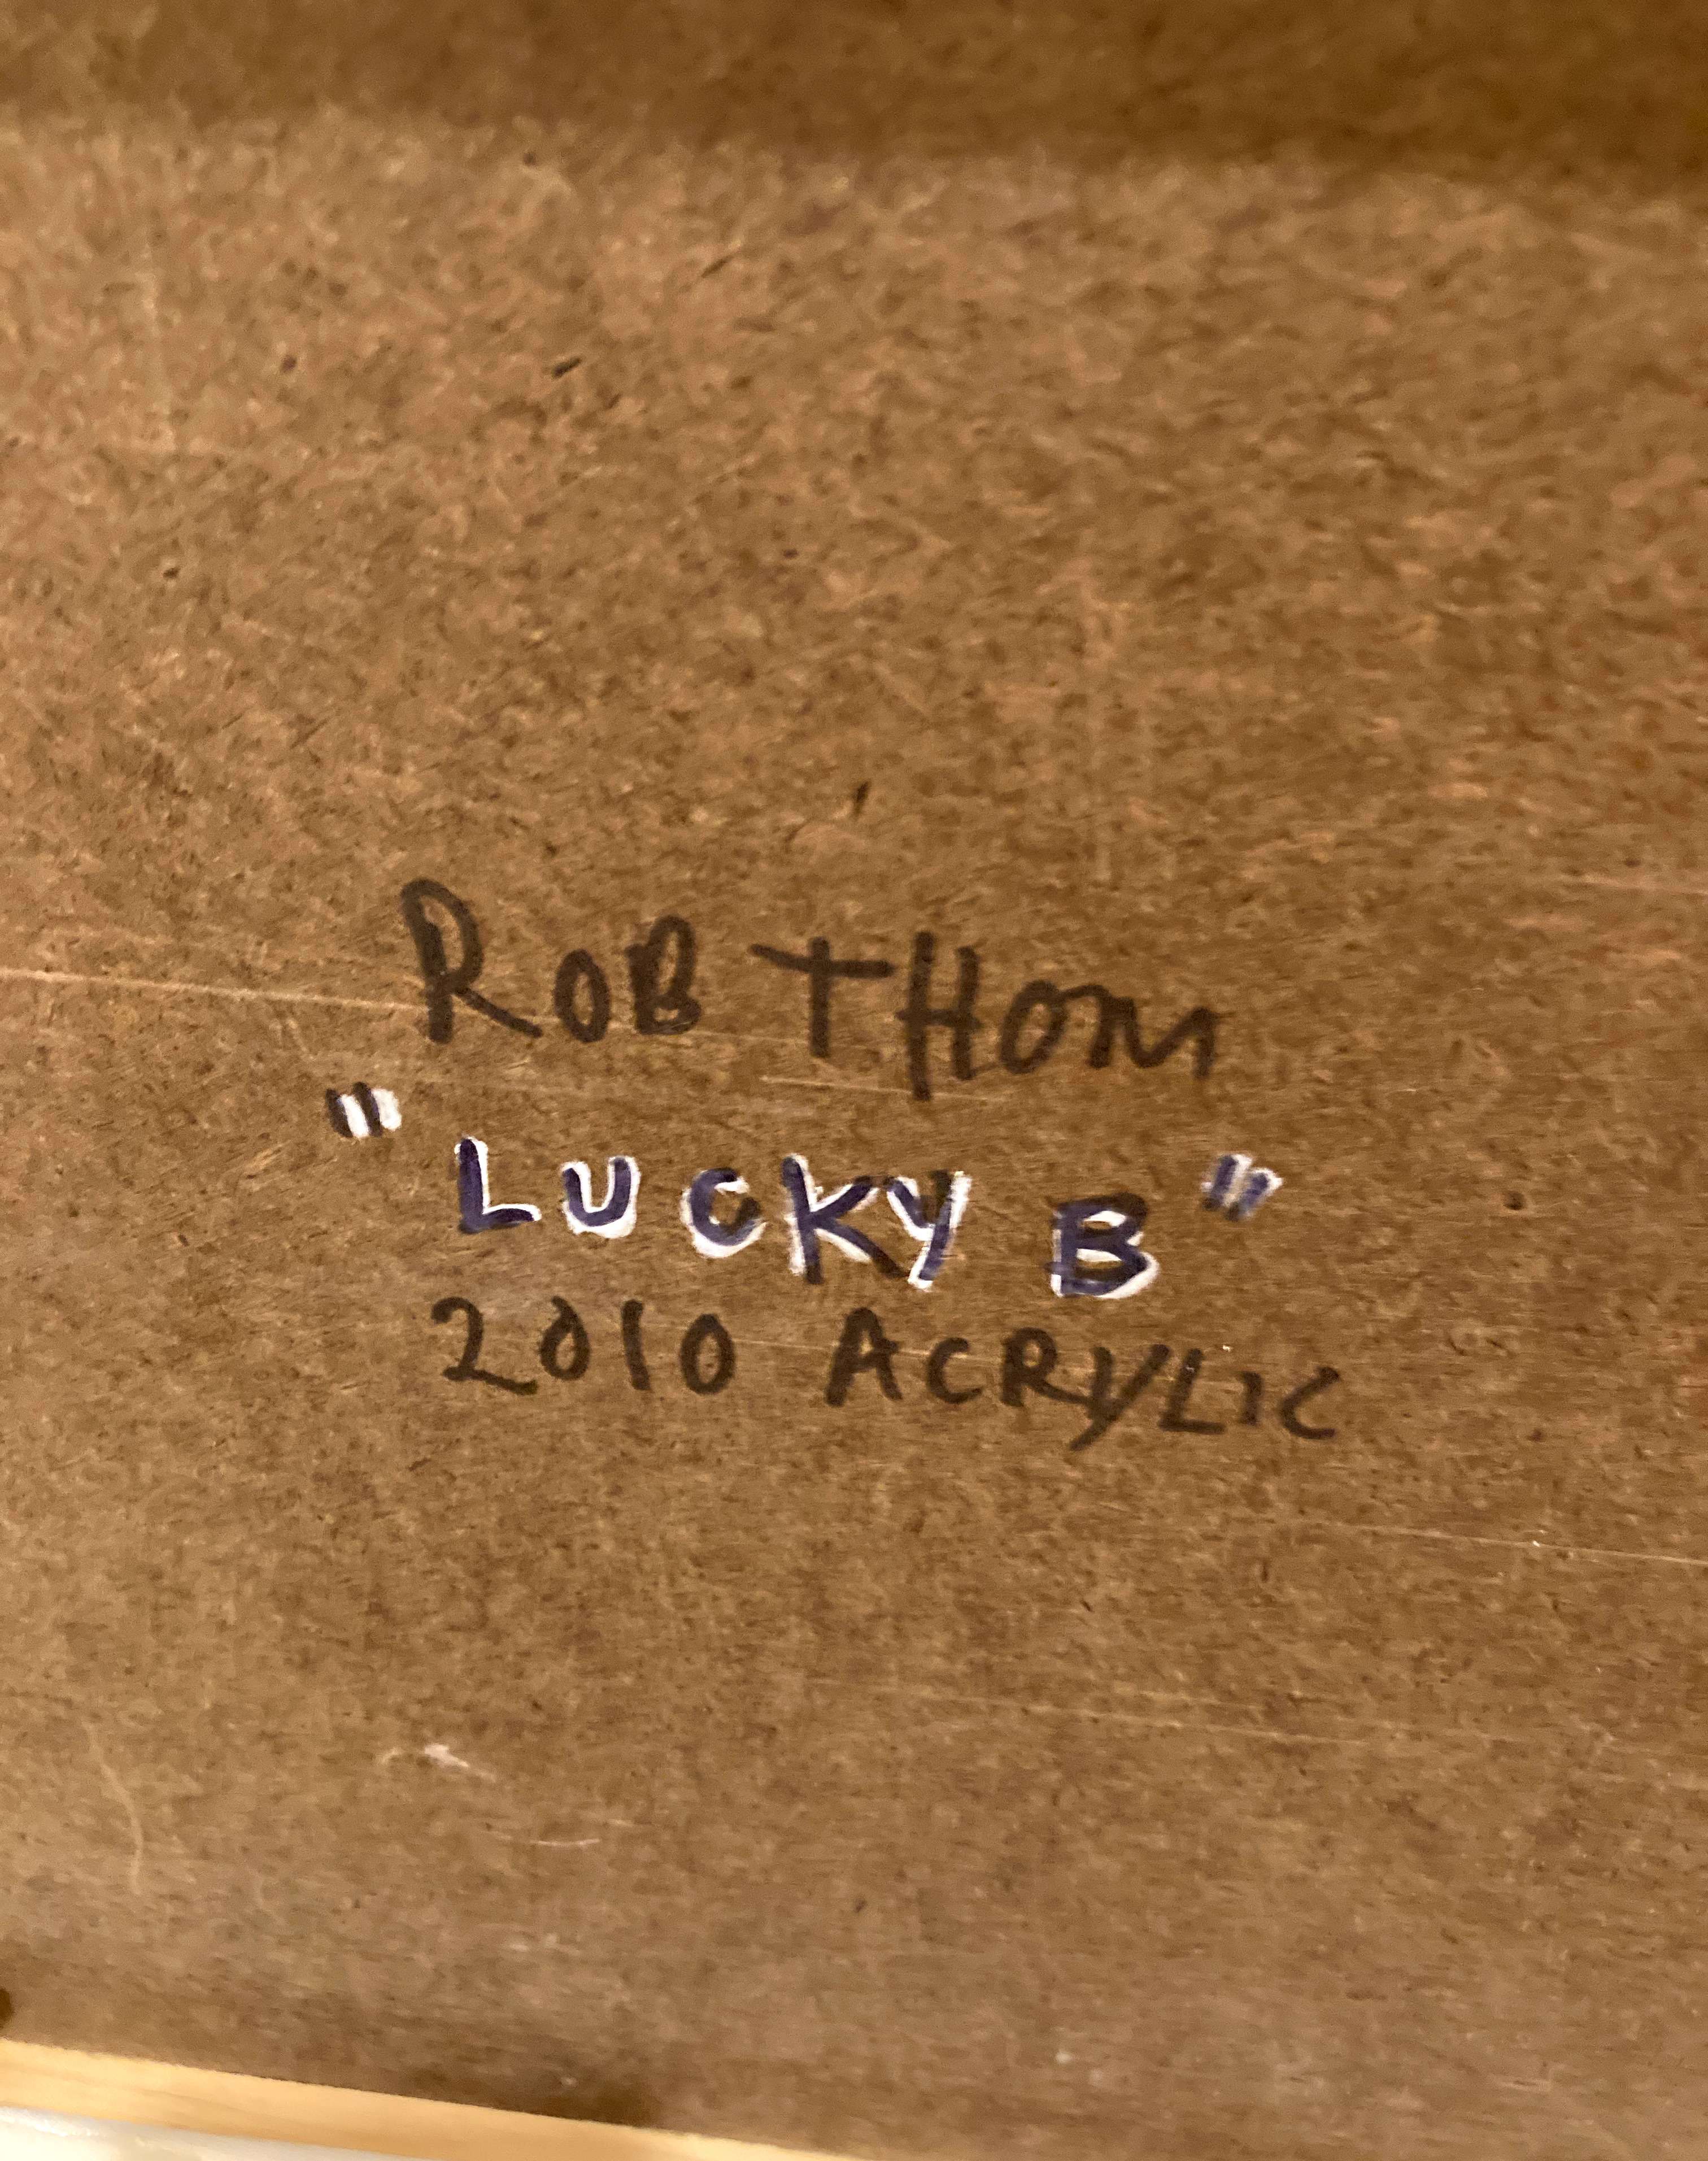 ROB THOM
"LUCKY B"
2010 ACRYLIC